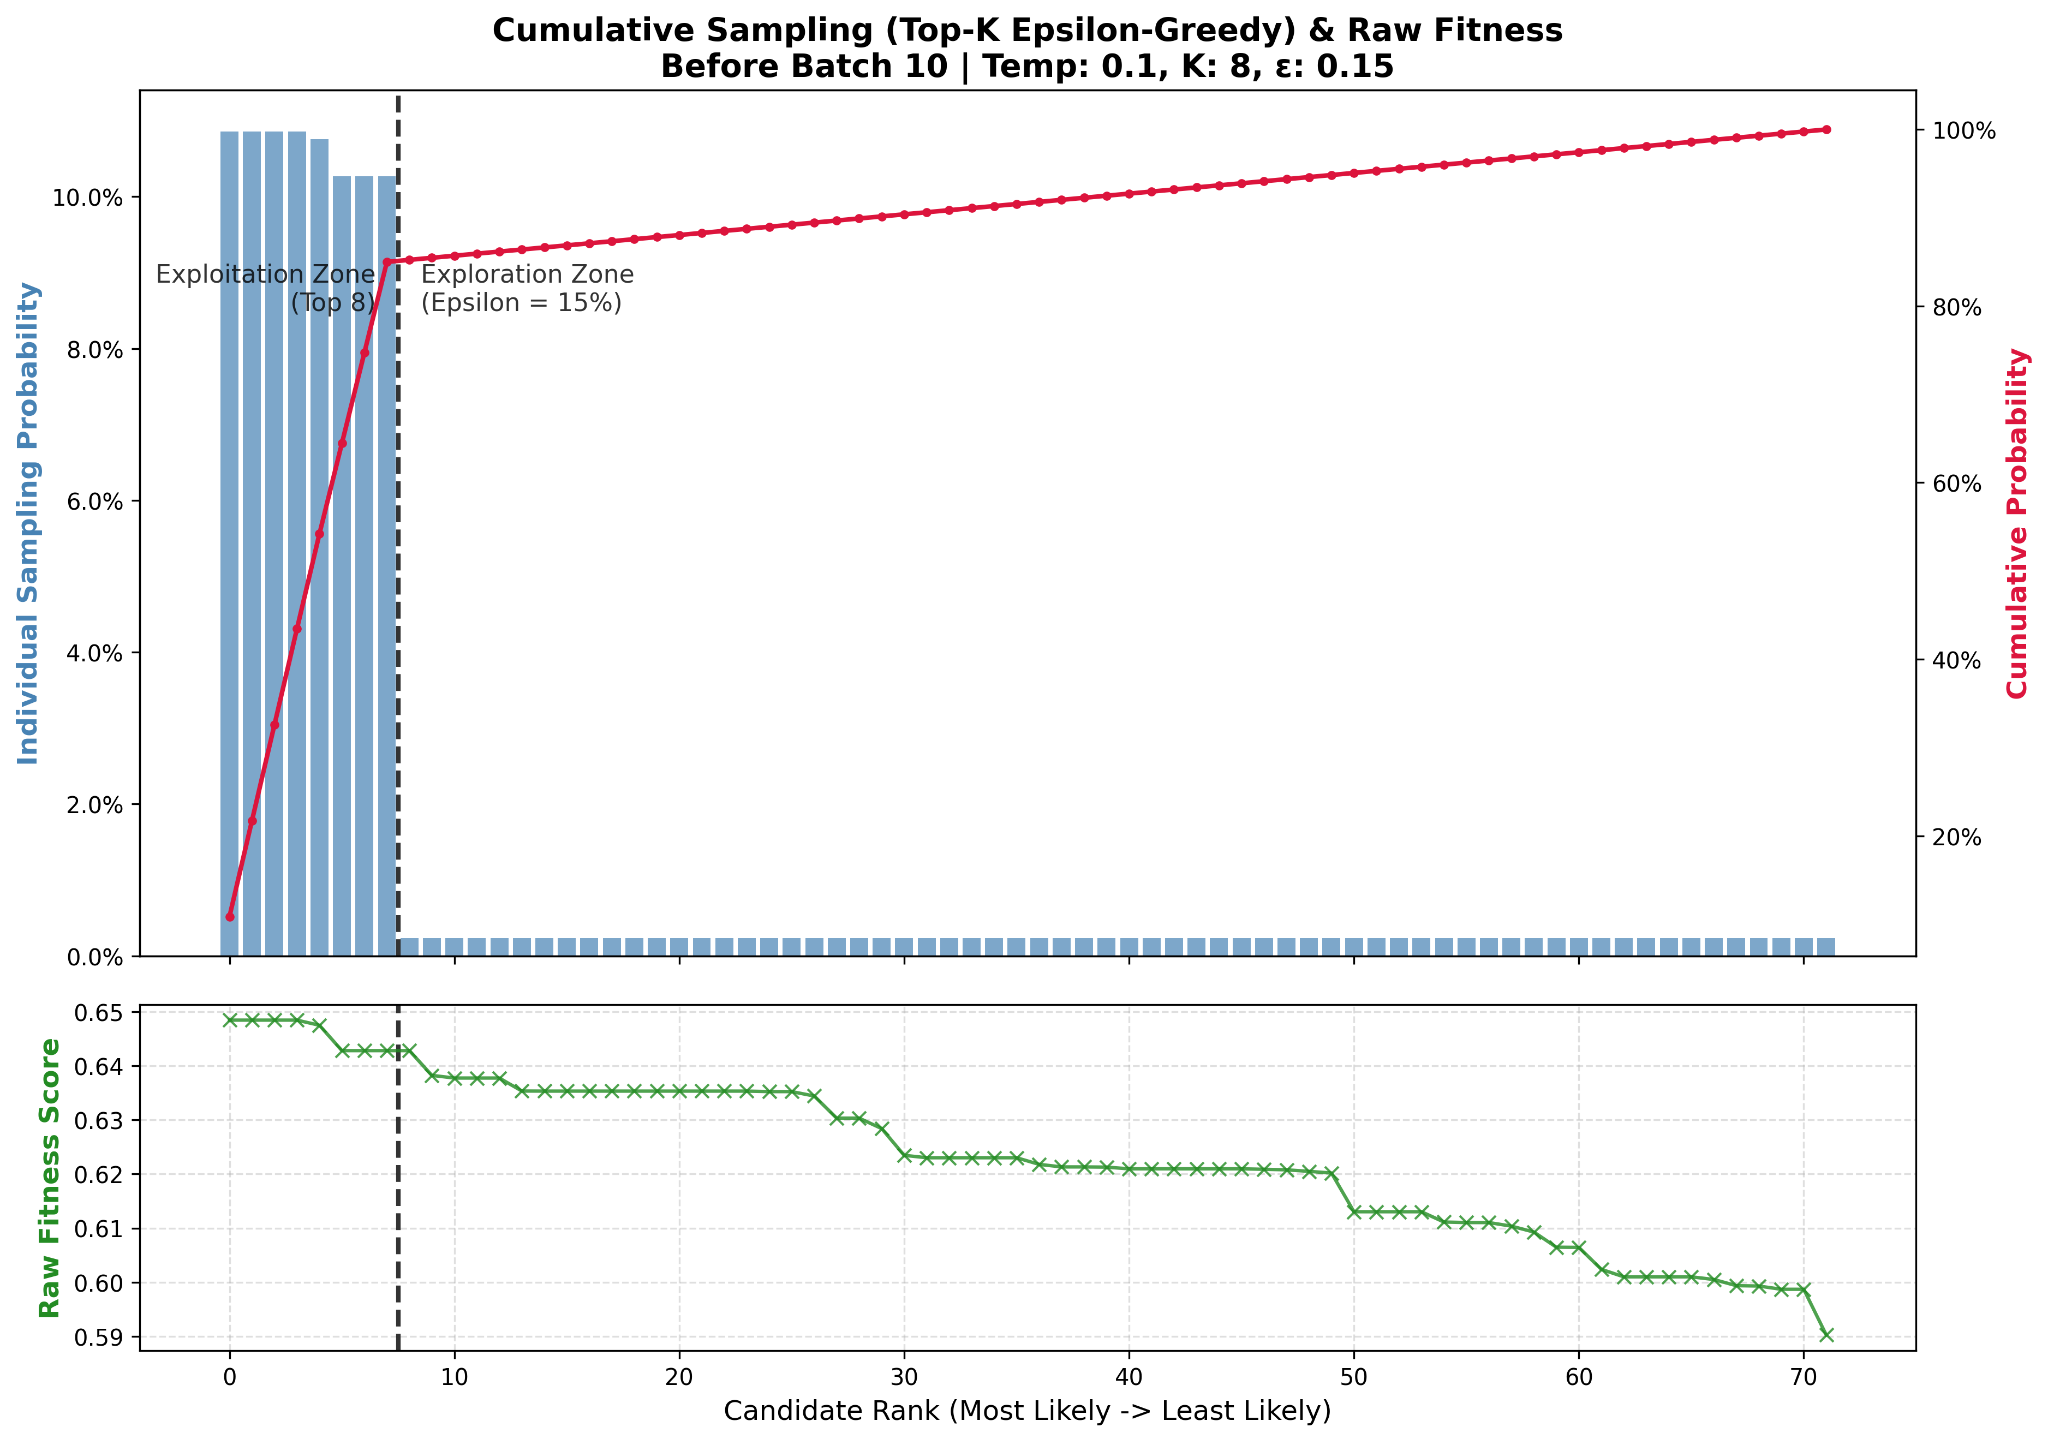 Cumulative Sampling (Top-K Epsilon-Greedy) & Raw Fitness
Before Batch 10 | Temp: 0.1, K: 8, ε: 0.15
Individual Sampling Probability
10.0%
8.0%
6.0%
4.0%
2.0%
0.0%
Exploitation Zone
(Top 8)
Exploration Zone
(Epsilon = 15%)
100%
80%
60%
40%
20%
Cumulative Probability
Raw Fitness Score
0.65
0.64
0.63
0.62
0.61
0.60
0.59
0 10 20 30 40 50 60 70
Candidate Rank (Most Likely -> Least Likely)